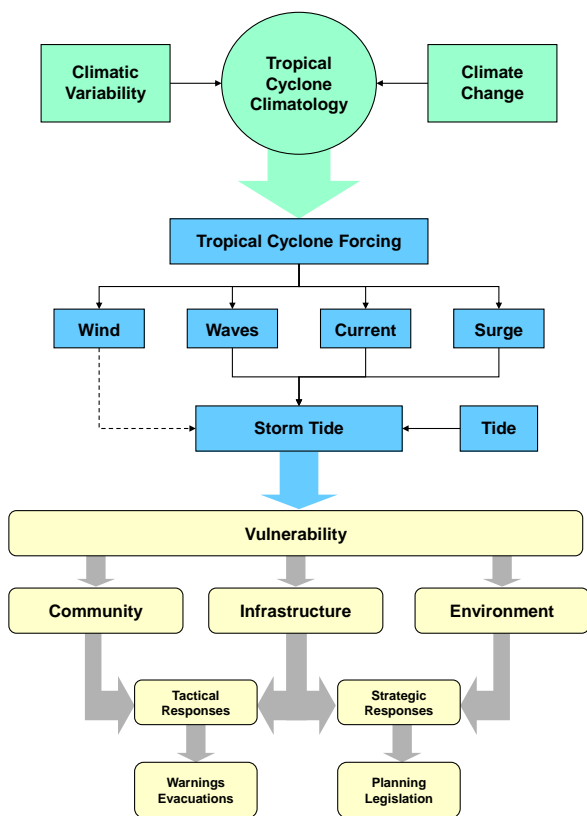 Climatic
Variability
Tropical
Cyclone
Climatology
Climate
Change
Tropical Cyclone Forcing
Wind
Waves
Current
Surge
Storm Tide
Tide
Vulnerability
Community
Infrastructure
Environment
Tactical
Responses
Strategic
Responses
Warnings
Evacuations
Planning
Legislation